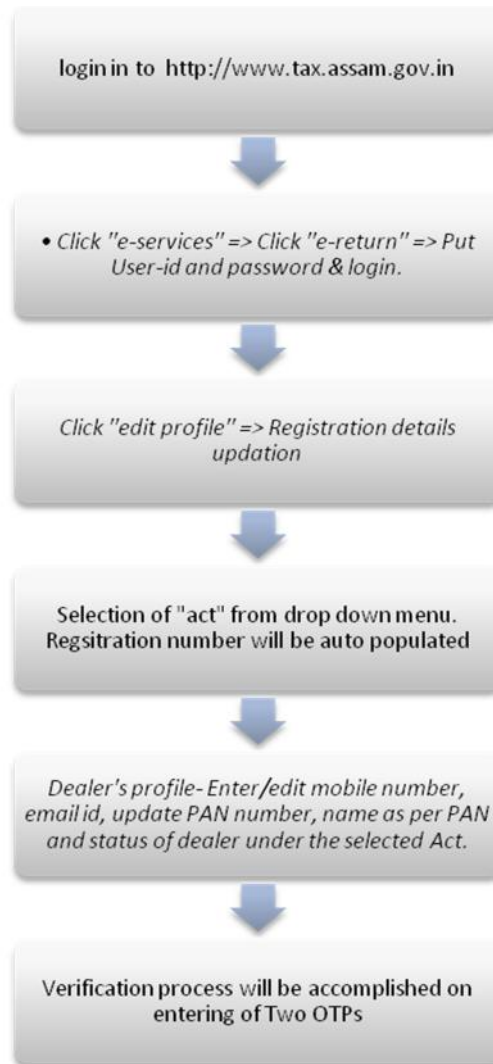 login in to http://www.tax.assam.gov.in
• Click "e-services" => Click "e-return" => Put
User-id and password & login.
Click "edit profile" => Registration details
updation
Selection of "act" from drop down menu.
Regsitration number will be auto populated
Dealer's profile- Enter/edit mobile number,
email id, update PAN number, name as per PAN
and status of dealer under the selected Act.
Verification process will be accomplished on
entering of Two OTPs